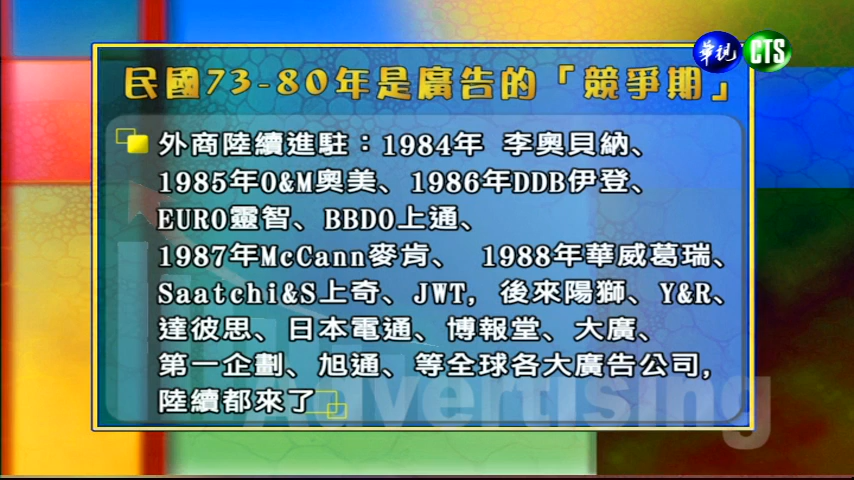 華視 CTS
民國73-80年是廣告的「競爭期」
外商陸續進駐：1984年 李奧貝納、
1985年O&M奧美、1986年DDB伊登、
EURO靈智、BBDO上通、
1987年McCann麥肯、 1988年華威葛瑞、
Saatchi&S上奇、JWT, 後來陽獅、Y&R、
達彼思、日本電通、博報堂、大廣、
第一企劃、旭通、等全球各大廣告公司,
陸續都來了
Advertising